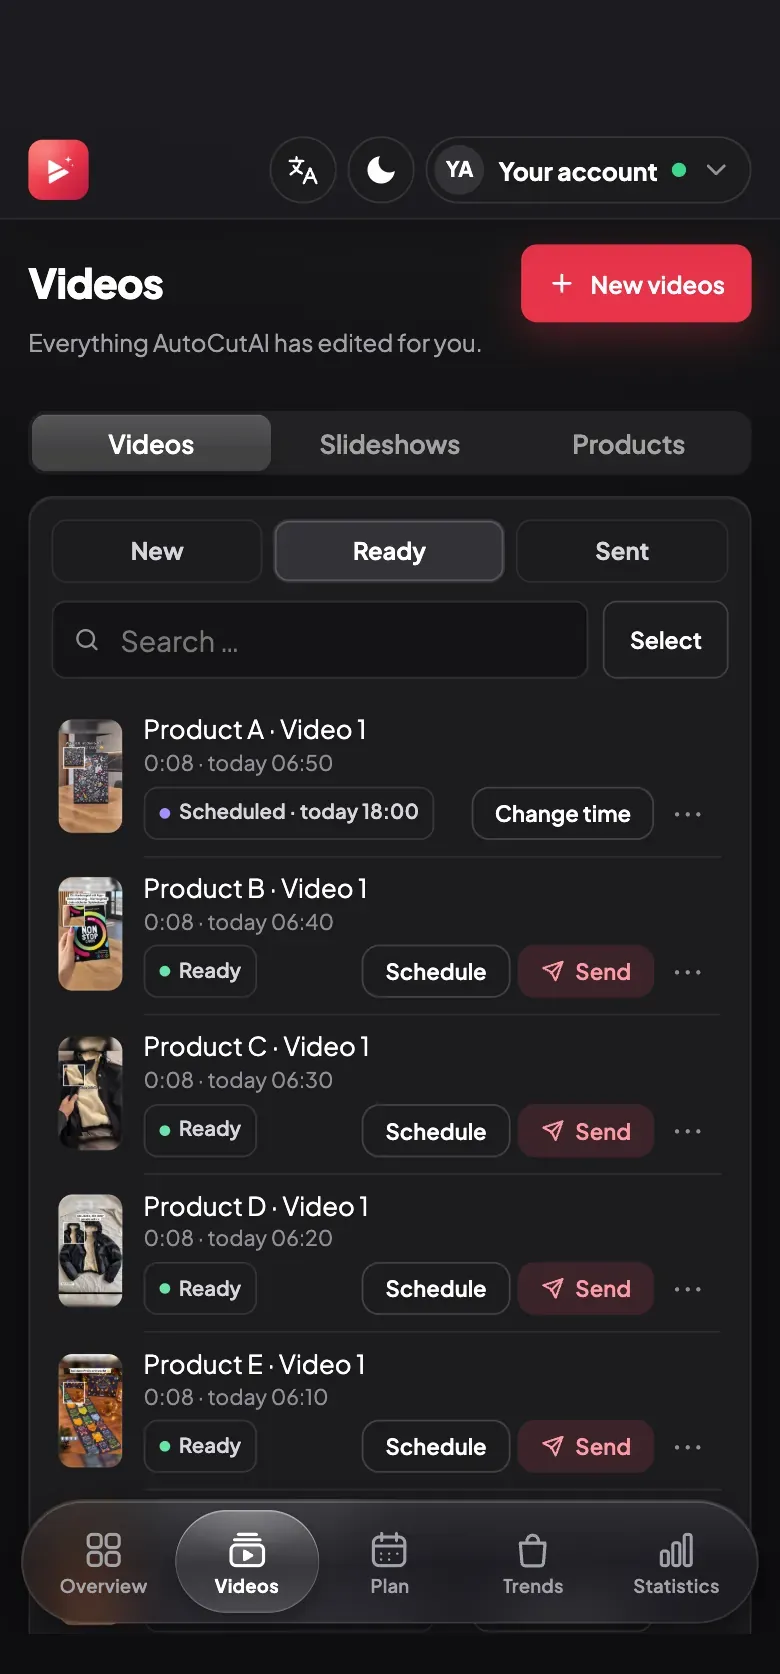 文A
YA Your account
Videos
+ New videos
Everything AutoCutAI has edited for you.
Videos Slideshows Products
New Ready Sent
Search ...
Select
Product A · Video 1
0:08 · today 06:50
Scheduled · today 18:00
Change time
...
Product B · Video 1
0:08 · today 06:40
NON STOP
Ready
Schedule
Send
...
Product C · Video 1
0:08 · today 06:30
Ready
Schedule
Send
...
Product D · Video 1
0:08 · today 06:20
Ready
Schedule
Send
...
Product E · Video 1
0:08 · today 06:10
Ready
Schedule
Send
...
Overview Videos Plan Trends Statistics